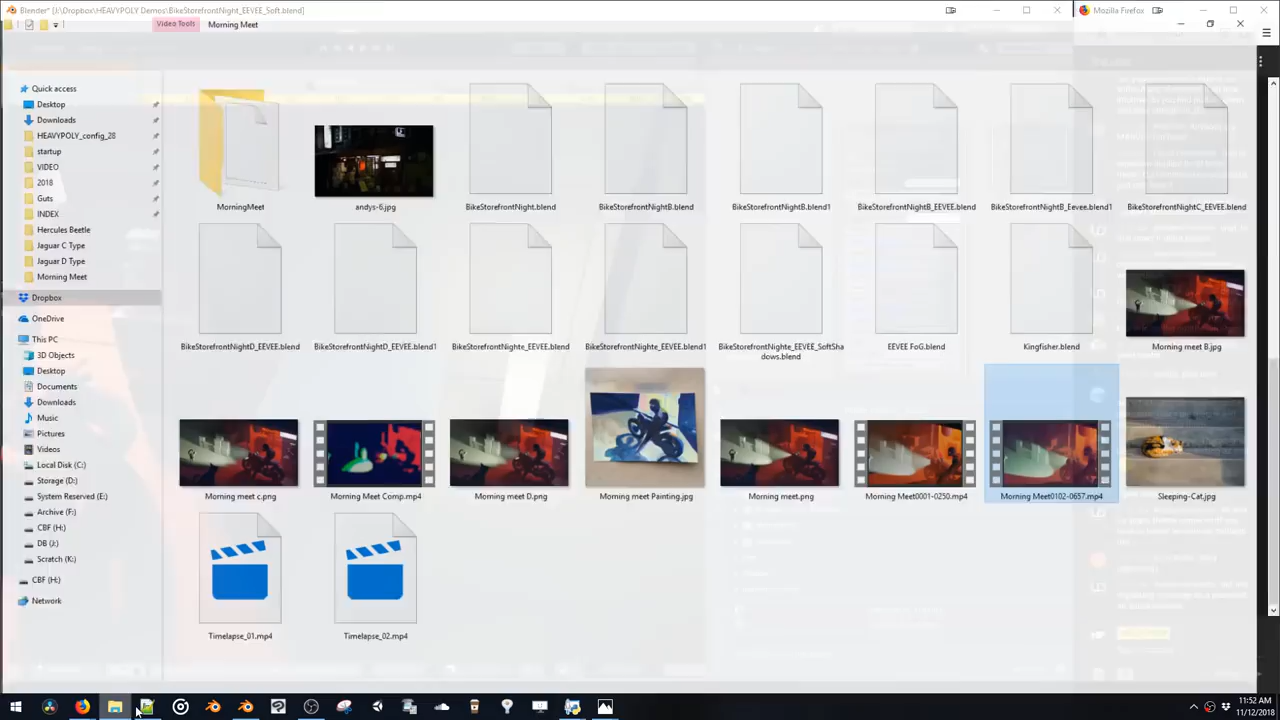 Blender* [J:\Dropbox\HEAVYPOLY Demos\BikeStorefrontNight_EEVEE_Soft.blend]
Mozilla Firefox
Video Tools
Morning Meet
Quick access
Desktop
Downloads
HEAVYPOLY_config_28
startup
VIDEO
2018
Guts
INDEX
Hercules Beetle
Jaguar C Type
Jaguar D Type
Morning Meet
Dropbox
OneDrive
This PC
3D Objects
Desktop
Documents
Downloads
Music
Pictures
Videos
Local Disk (C:)
Storage (D:)
System Reserved (E:)
Archive (F:)
CBF (H:)
DB (J:)
Scratch (K:)
CBF (H:)
Network
MorningMeet
andys-6.jpg
BikeStorefrontNight.blend
BikeStorefrontNightB.blend
BikeStorefrontNightB.blend1
BikeStorefrontNightB_EEVEE.blend
BikeStorefrontNightB_Eevee.blend1
BikeStorefrontNightC_EEVEE.blend
BikeStorefrontNightD_EEVEE.blend
BikeStorefrontNightD_EEVEE.blend1
BikeStorefrontNighte_EEVEE.blend
BikeStorefrontNighte_EEVEE.blend1
BikeStorefrontNighte_EEVEE_SoftSha
dows.blend
EEVEE FoG.blend
Kingfisher.blend
Morning meet B.jpg
Morning meet c.png
Morning Meet Comp.mp4
Morning meet D.png
Morning meet Painting.jpg
Morning meet.png
Morning Meet0001-0250.mp4
Morning Meet0102-0657.mp4
Sleeping-Cat.jpg
Timelapse_01.mp4
Timelapse_02.mp4
11:52 AM
11/12/2018